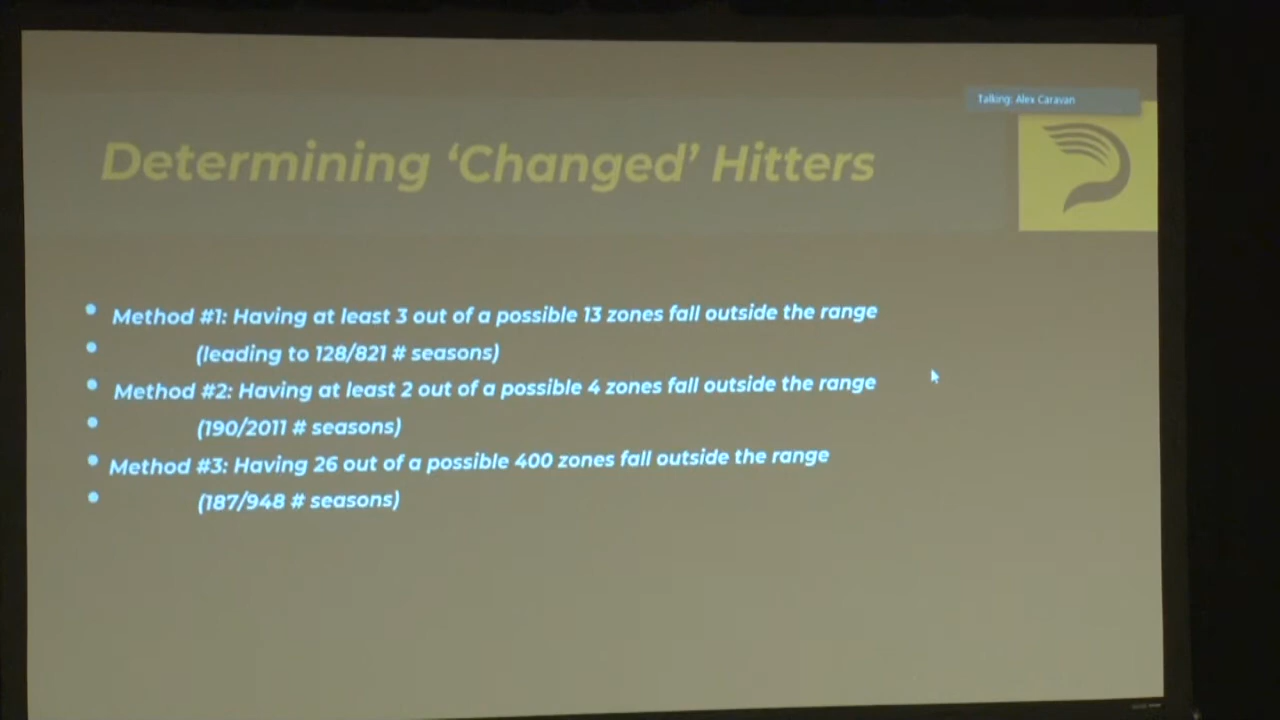 Talking: Alex Caravan
Determining ‘Changed’ Hitters
Method #1: Having at least 3 out of a possible 13 zones fall outside the range
(leading to 128/821 # seasons)
Method #2: Having at least 2 out of a possible 4 zones fall outside the range
(190/2011 # seasons)
Method #3: Having 26 out of a possible 400 zones fall outside the range
(187/948 # seasons)